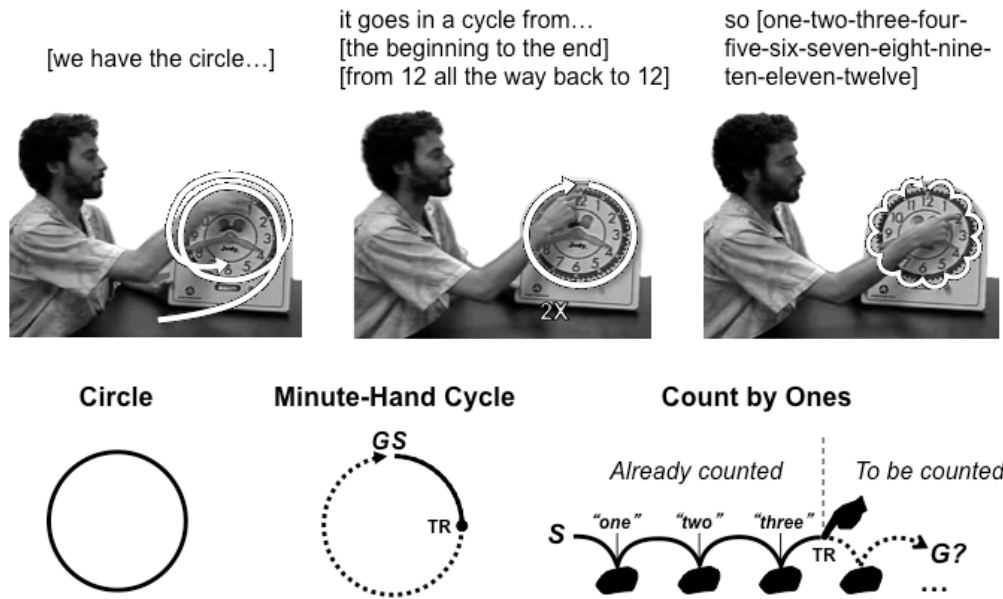 [we have the circle…]
it goes in a cycle from…
[the beginning to the end]
[from 12 all the way back to 12]
so [one-two-three-four-
five-six-seven-eight-nine-
ten-eleven-twelve]
2X
Circle
Minute-Hand Cycle
Count by Ones
G S
TR
Already counted
To be counted
S
"one"
"two"
"three"
TR
G?
...